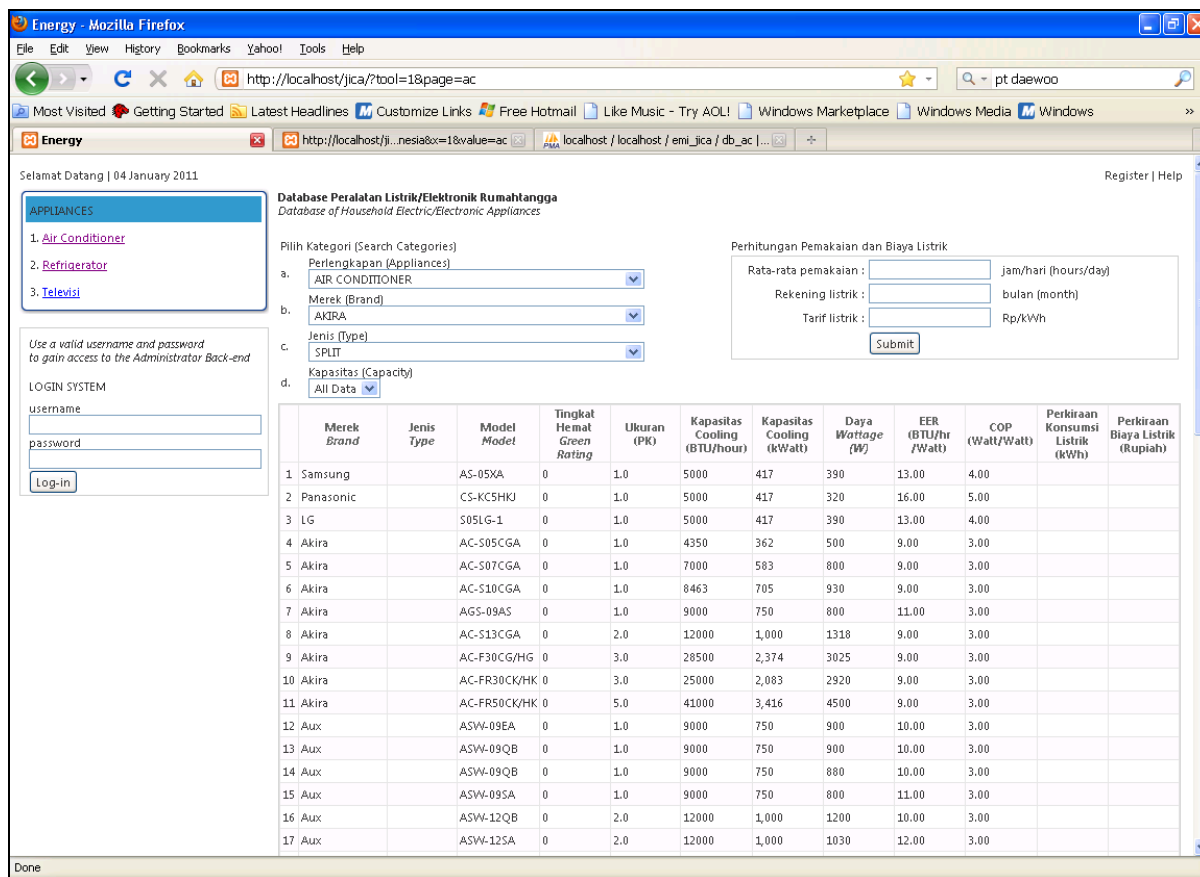 Energy - Mozilla Firefox
File Edit View History Bookmarks Yahoo! Tools Help
http://localhost/jica/?tool=1&page=ac
pt daewoo
Most Visited Getting Started Latest Headlines Customize Links Free Hotmail Like Music - Try AOL! Windows Marketplace Windows Media Windows »
Energy http://localhost/ji...nesia&x=1&value=ac localhost / localhost / emi_jica / db_ac |...
Selamat Datang | 04 January 2011
Register | Help
APPLIANCES
1. Air Conditioner
2. Refrigerator
3. Televisi
Use a valid username and password
to gain access to the Administrator Back-end
LOGIN SYSTEM
username
password
Log-in
Database Peralatan Listrik/Elektronik Rumahtangga
Database of Household Electric/Electronic Appliances
Pilih Kategori (Search Categories)
a. Perlengkapan (Appliances)
AIR CONDITIONER
b. Merek (Brand)
AKIRA
c. Jenis (Type)
SPLIT
d. Kapasitas (Capacity)
All Data
Perhitungan Pemakaian dan Biaya Listrik
Rata-rata pemakaian : jam/hari (hours/day)
Rekening listrik : bulan (month)
Tarif listrik : Rp/kWh
Submit
Merek Brand Jenis Type Model Model Tingkat Hemat Green Rating Ukuran (PK) Kapasitas Cooling (BTU/hour) Kapasitas Cooling (kWatt) Daya Wattage (W) EER (BTU/hr /Watt) COP (Watt/Watt) Perkiraan Konsumsi Listrik (kWh) Perkiraan Biaya Listrik (Rupiah)
1 Samsung AS-05XA 0 1.0 5000 417 390 13.00 4.00
2 Panasonic CS-KC5HKJ 0 1.0 5000 417 320 16.00 5.00
3 LG S05LG-1 0 1.0 5000 417 390 13.00 4.00
4 Akira AC-S05CGA 0 1.0 4350 362 500 9.00 3.00
5 Akira AC-S07CGA 0 1.0 7000 583 800 9.00 3.00
6 Akira AC-S10CGA 0 1.0 8463 705 930 9.00 3.00
7 Akira AGS-09AS 0 1.0 9000 750 800 11.00 3.00
8 Akira AC-S13CGA 0 2.0 12000 1,000 1318 9.00 3.00
9 Akira AC-F30CG/HG 0 3.0 28500 2,374 3025 9.00 3.00
10 Akira AC-FR30CK/HK 0 3.0 25000 2,083 2920 9.00 3.00
11 Akira AC-FR50CK/HK 0 5.0 41000 3,416 4500 9.00 3.00
12 Aux ASW-09EA 0 1.0 9000 750 900 10.00 3.00
13 Aux ASW-09QB 0 1.0 9000 750 900 10.00 3.00
14 Aux ASW-09QB 0 1.0 9000 750 880 10.00 3.00
15 Aux ASW-09SA 0 1.0 9000 750 800 11.00 3.00
16 Aux ASW-12QB 0 2.0 12000 1,000 1200 10.00 3.00
17 Aux ASW-12SA 0 2.0 12000 1,000 1030 12.00 3.00
Done